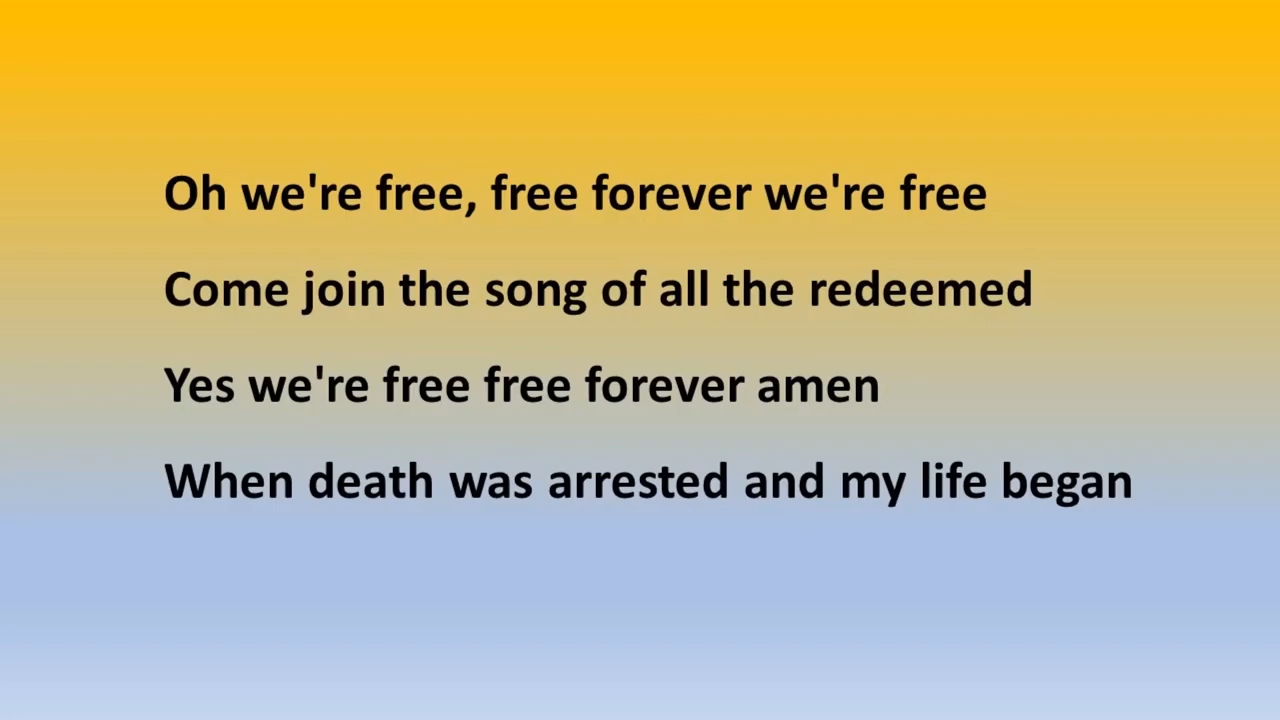 Oh we're free, free forever we're free
Come join the song of all the redeemed
Yes we're free free forever amen
When death was arrested and my life began